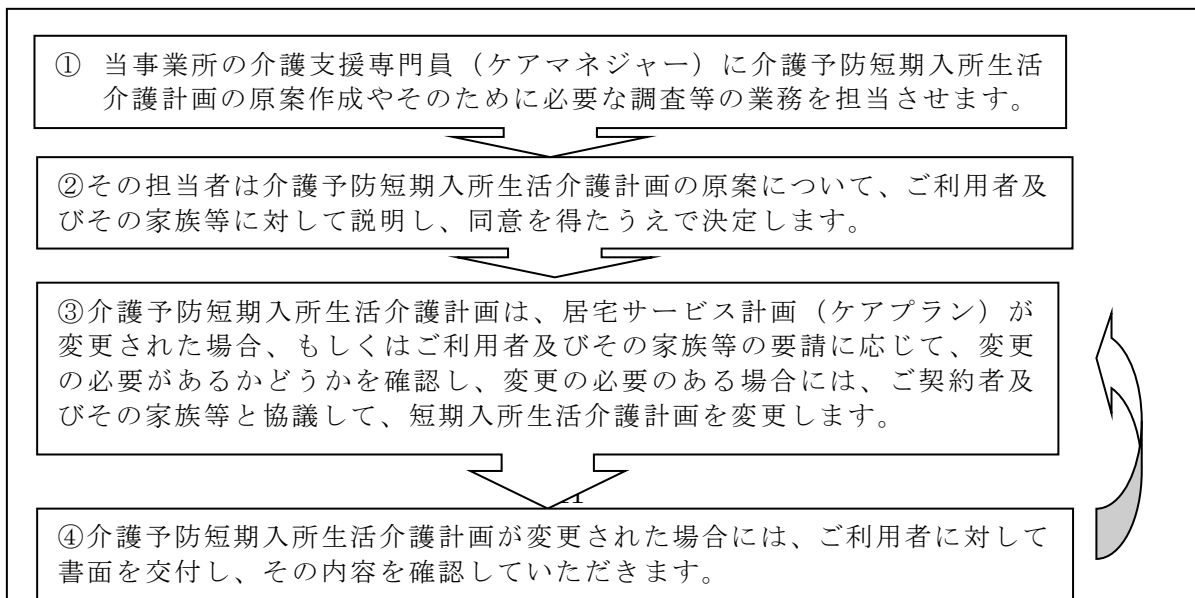 ① 当事業所の介護支援専門員（ケアマネジャー）に介護予防短期入所生活
介護計画の原案作成やそのために必要な調査等の業務を担当させます。
②その担当者は介護予防短期入所生活介護計画の原案について、ご利用者及
びその家族等に対して説明し、同意を得たうえで決定します。
③介護予防短期入所生活介護計画は、居宅サービス計画（ケアプラン）が
変更された場合、もしくはご利用者及びその家族等の要請に応じて、変更
の必要があるかどうかを確認し、変更の必要のある場合には、ご契約者及
びその家族等と協議して、短期入所生活介護計画を変更します。
④介護予防短期入所生活介護計画が変更された場合には、ご利用者に対して
書面を交付し、その内容を確認していただきます。